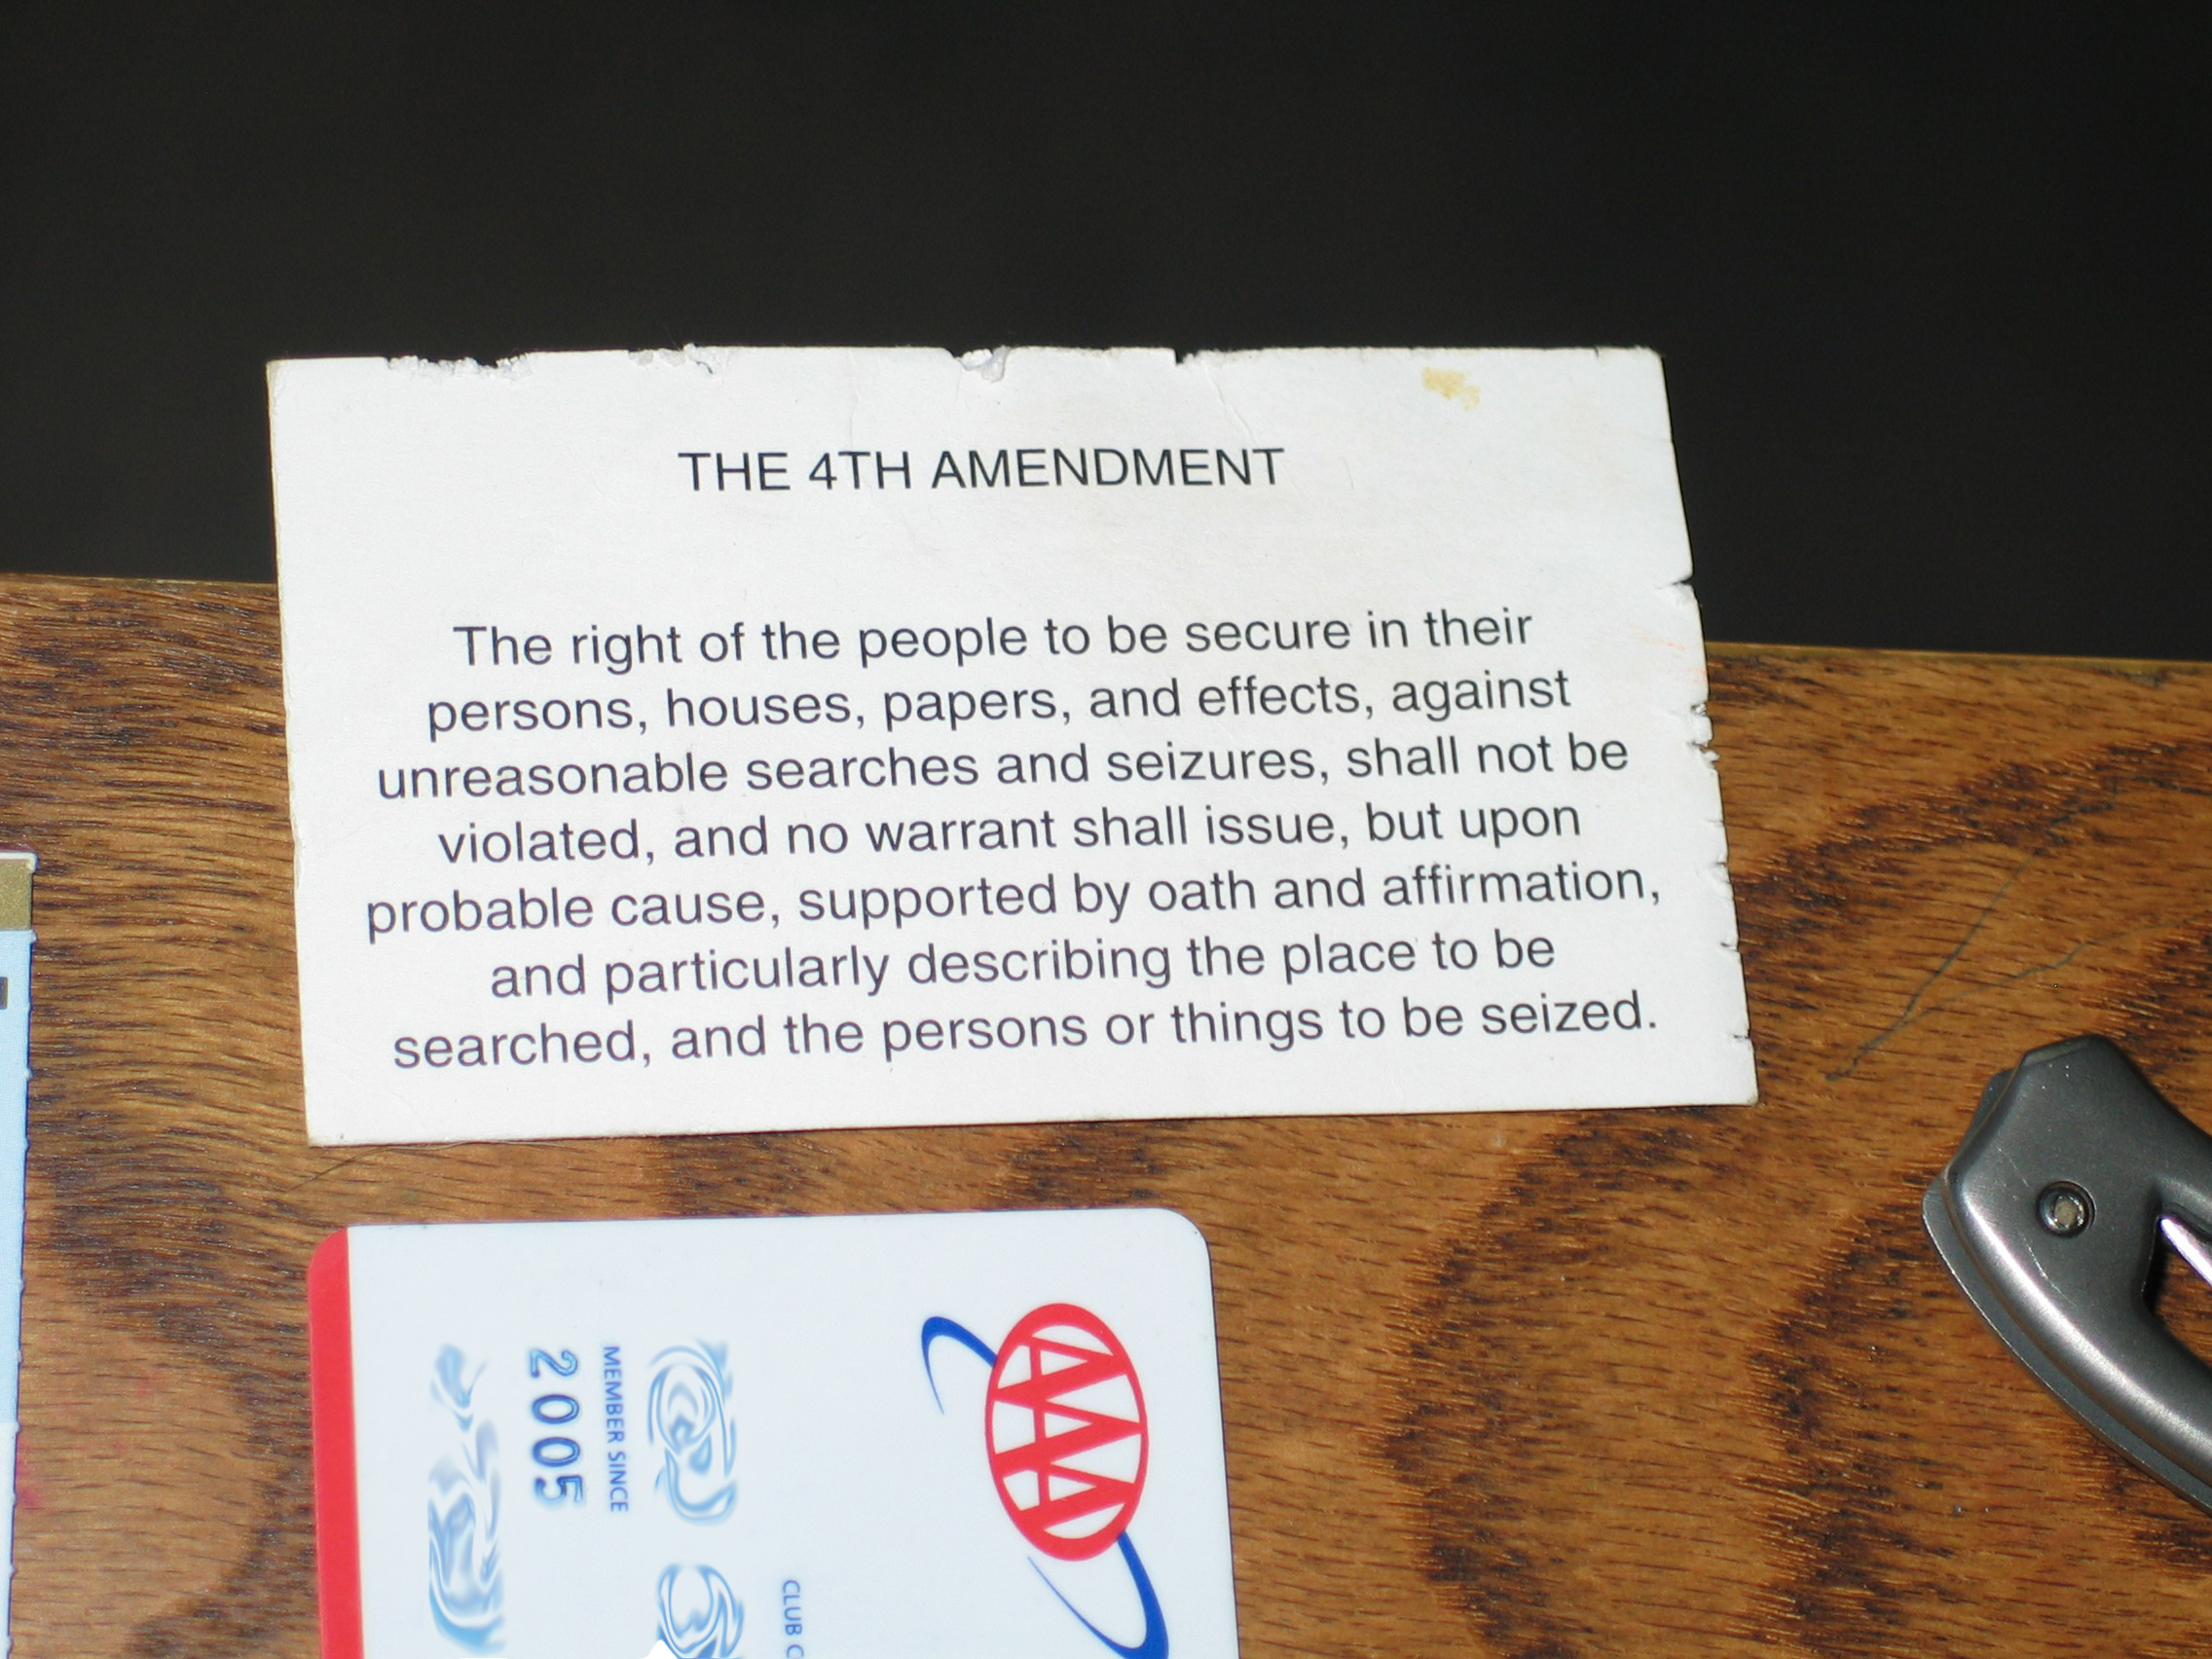 THE 4TH AMENDMENT
The right of the people to be secure in their
persons, houses, papers, and effects, against
unreasonable searches and seizures, shall not be
violated, and no warrant shall issue, but upon
probable cause, supported by oath and affirmation,
and particularly describing the place to be
searched, and the persons or things to be seized.
AAA
CLUB C
MEMBER SINCE
2005